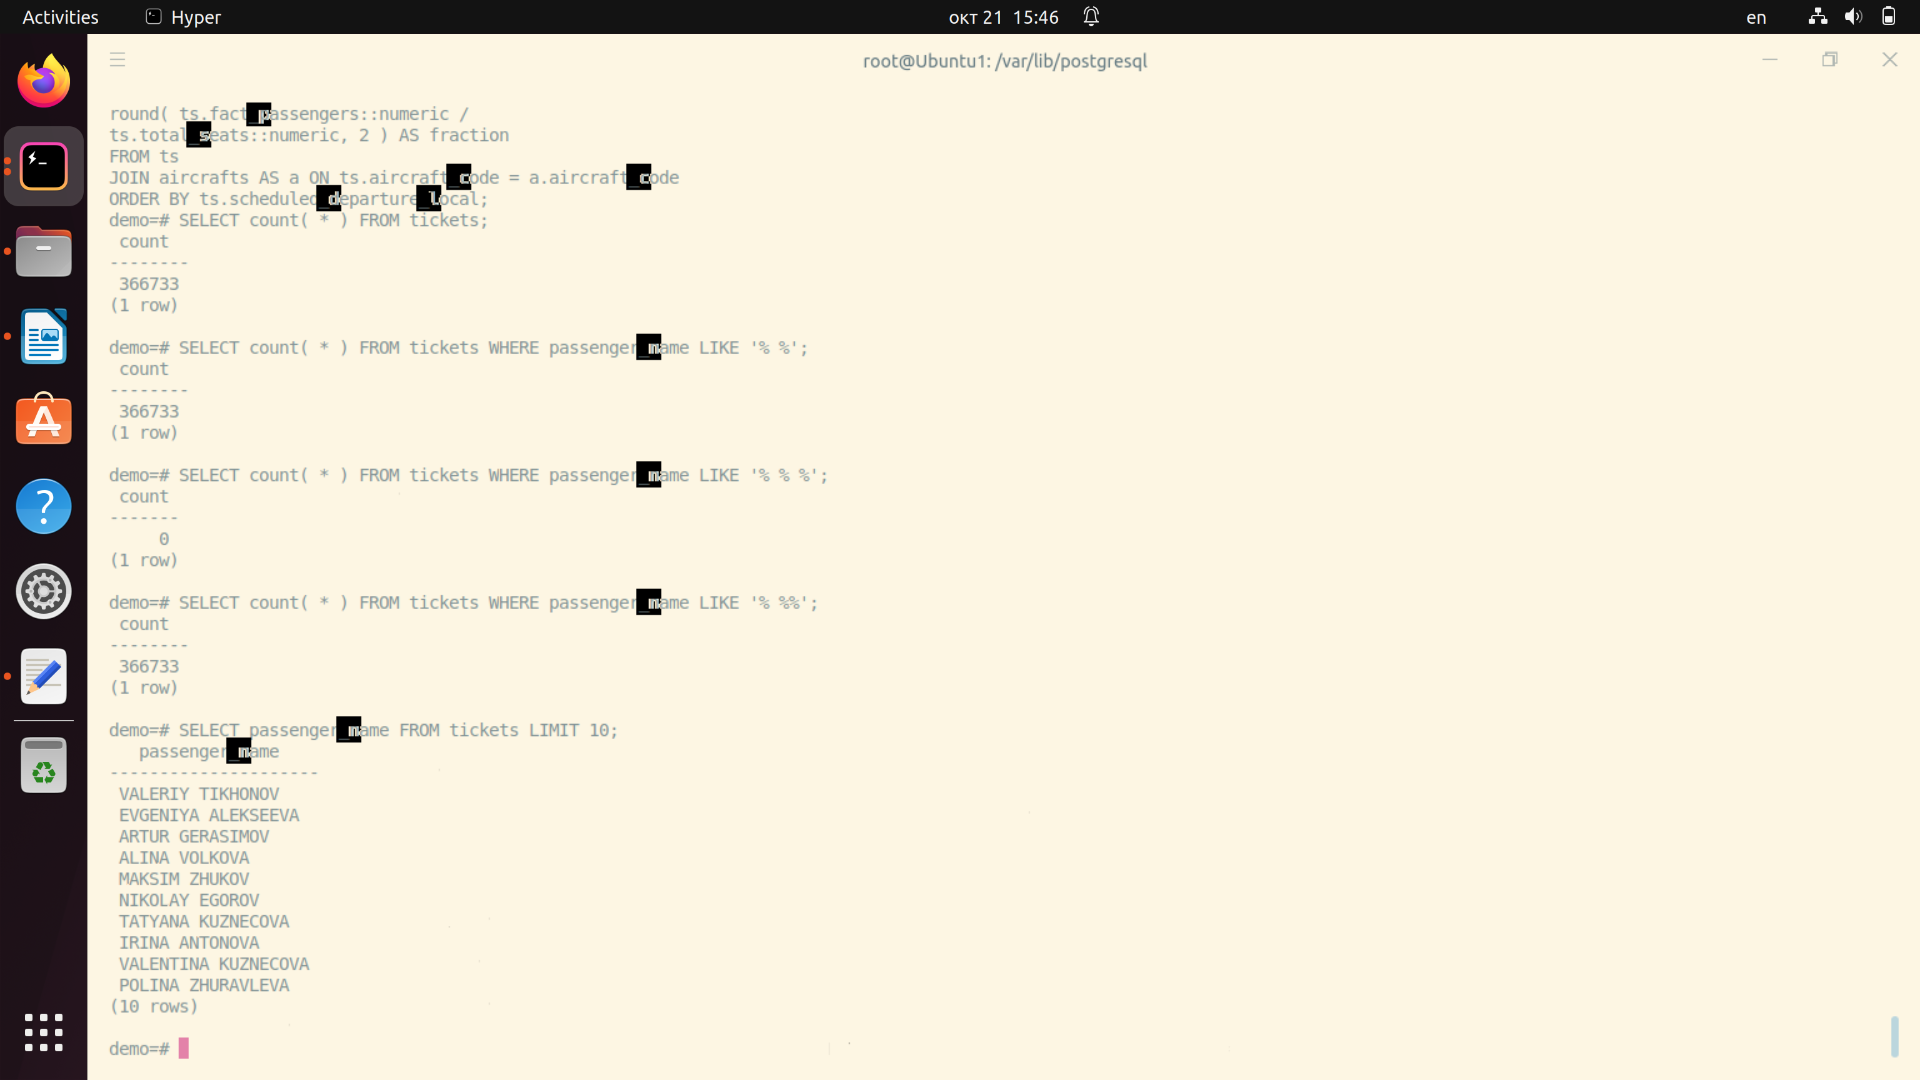 Activities
Hyper
окт 21 15:46
en
root@Ubuntu1: /var/lib/postgresql
round( ts.fact_passengers::numeric /
ts.total_seats::numeric, 2 ) AS fraction
FROM ts
JOIN aircrafts AS a ON ts.aircraft_code = a.aircraft_code
ORDER BY ts.scheduled_departure_local;
demo=# SELECT count( * ) FROM tickets;
count
--------
366733
(1 row)
demo=# SELECT count( * ) FROM tickets WHERE passenger_name LIKE '% %';
count
--------
366733
(1 row)
demo=# SELECT count( * ) FROM tickets WHERE passenger_name LIKE '% % %';
count
-------
0
(1 row)
demo=# SELECT count( * ) FROM tickets WHERE passenger_name LIKE '% %%';
count
--------
366733
(1 row)
demo=# SELECT passenger_name FROM tickets LIMIT 10;
passenger_name
---------------------
VALERIY TIKHONOV
EVGENIYA ALEKSEEVA
ARTUR GERASIMOV
ALINA VOLKOVA
MAKSIM ZHUKOV
NIKOLAY EGOROV
TATYANA KUZNECOVA
IRINA ANTONOVA
VALENTINA KUZNECOVA
POLINA ZHURAVLEVA
(10 rows)
demo=#